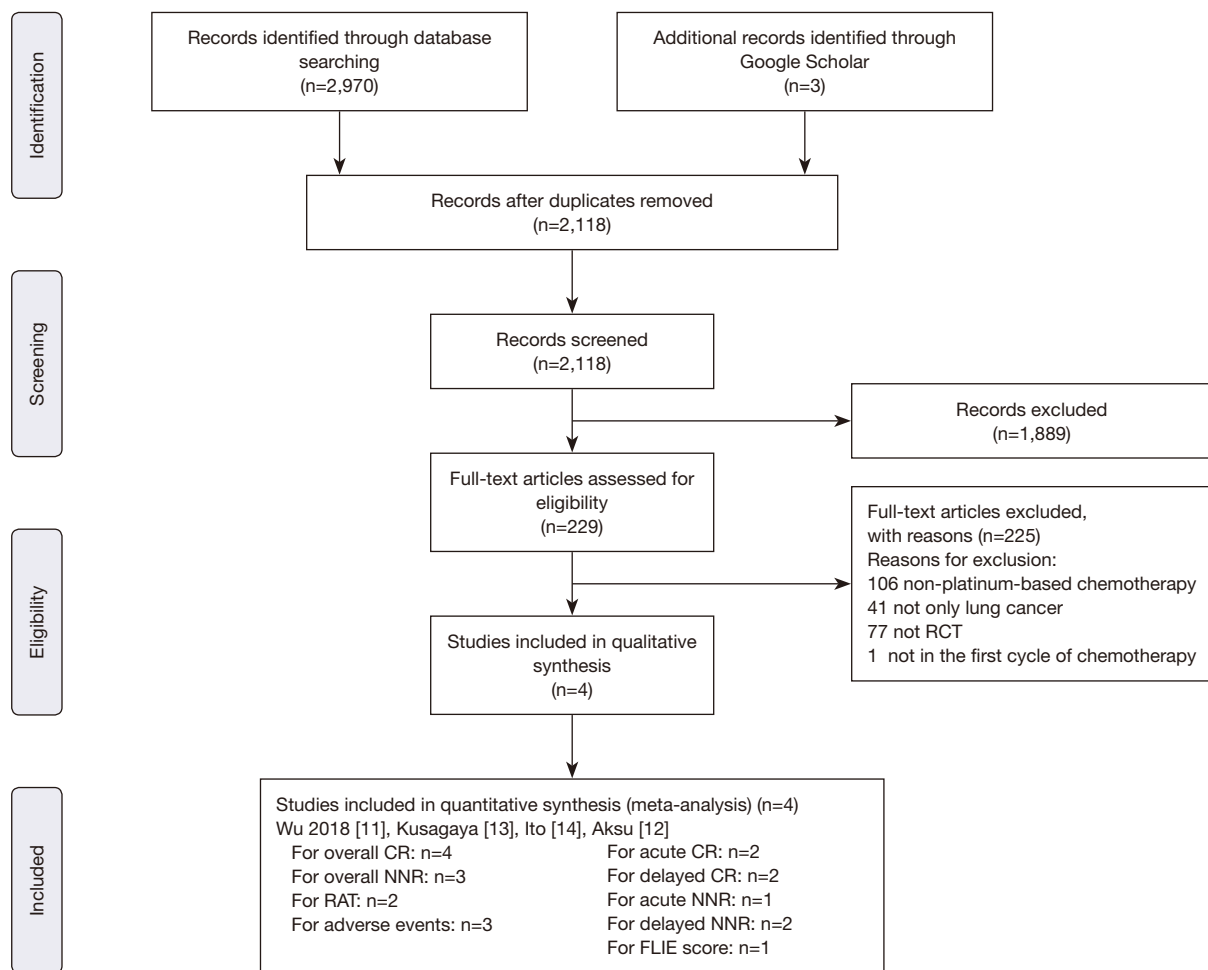 Identification
Records identified through database
searching
(n=2,970)
Additional records identified through
Google Scholar
(n=3)
Records after duplicates removed
(n=2,118)
Screening
Records screened
(n=2,118)
Records excluded
(n=1,889)
Eligibility
Full-text articles assessed for
eligibility
(n=229)
Full-text articles excluded,
with reasons (n=225)
Reasons for exclusion:
106 non-platinum-based chemotherapy
41 not only lung cancer
77 not RCT
1 not in the first cycle of chemotherapy
Studies included in qualitative
synthesis
(n=4)
Included
Studies included in quantitative synthesis (meta-analysis) (n=4)
Wu 2018 [11], Kusagaya [13], Ito [14], Aksu [12]
For overall CR: n=4
For overall NNR: n=3
For RAT: n=2
For adverse events: n=3
For acute CR: n=2
For delayed CR: n=2
For acute NNR: n=1
For delayed NNR: n=2
For FLIE score: n=1